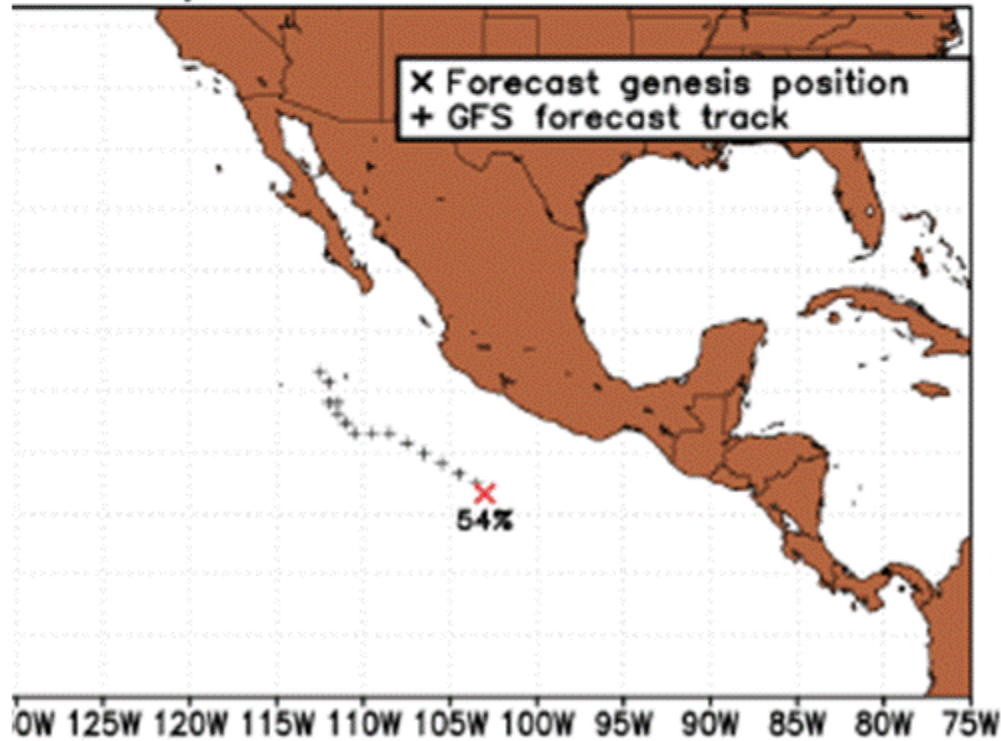 × Forecast genesis position
+ GFS forecast track
54%
0W 125W 120W 115W 110W 105W 100W 95W 90W 85W 80W 75W